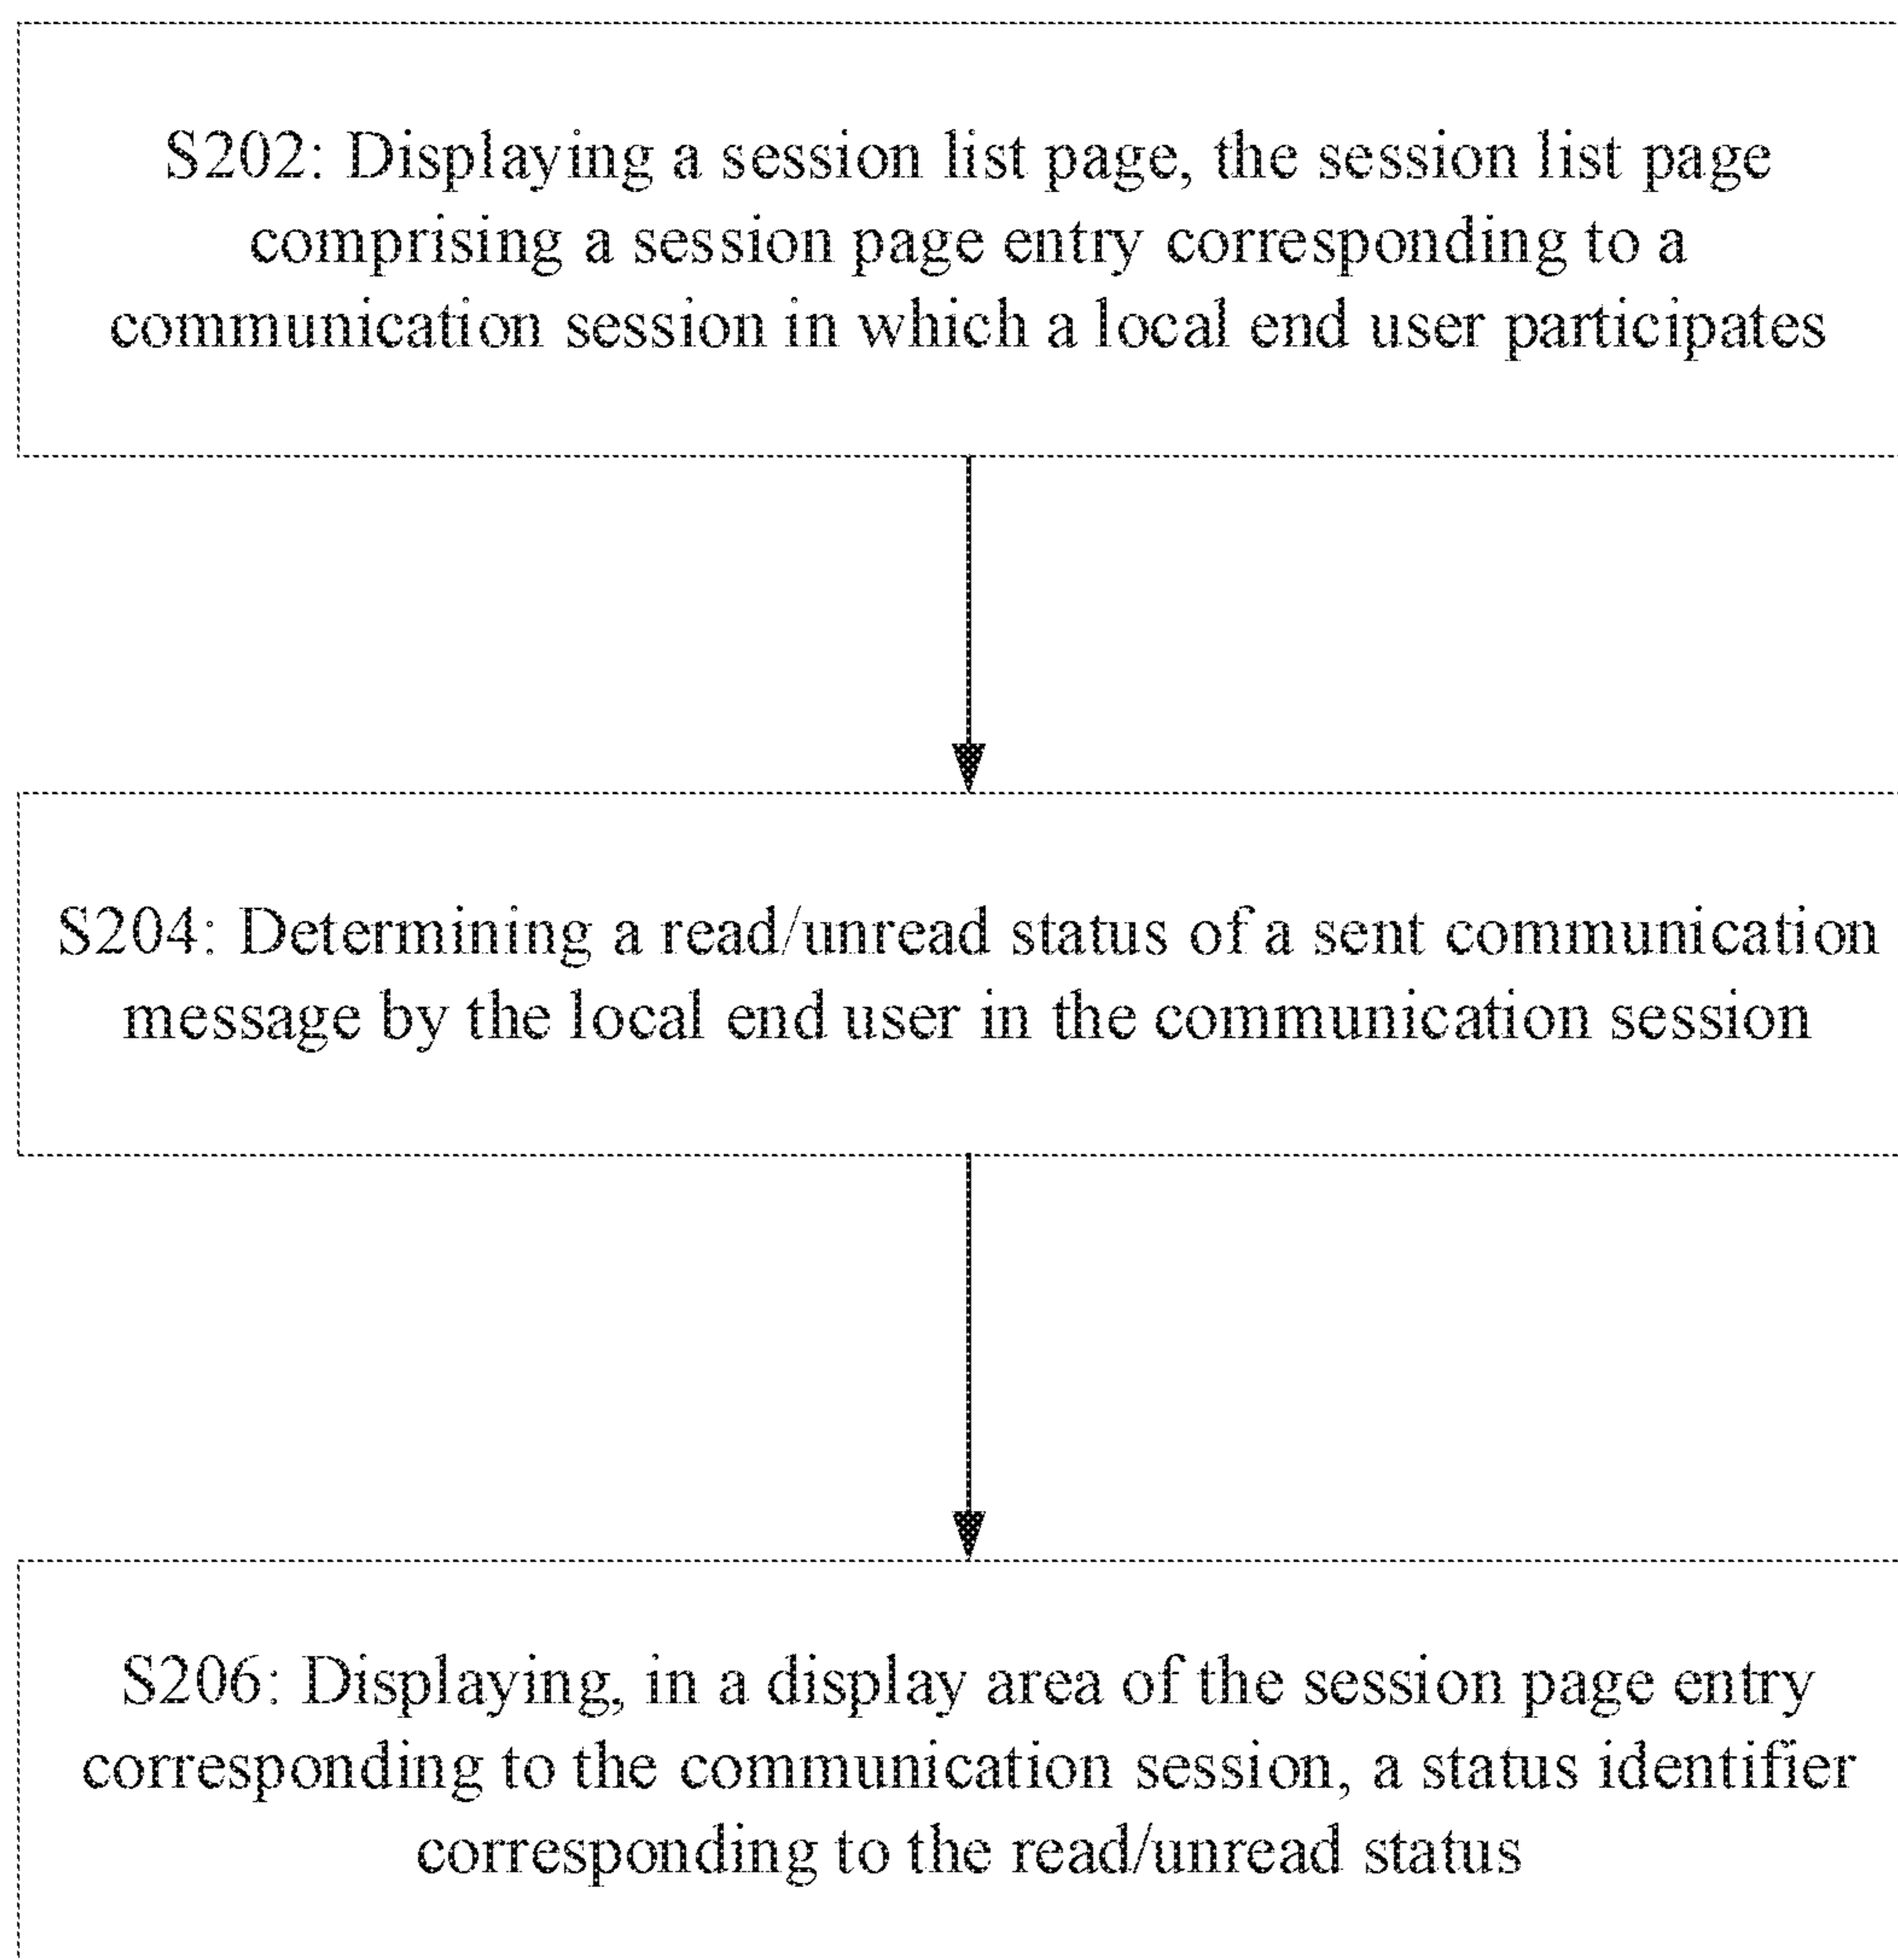 S202: Displaying a session list page, the session list page
comprising a session page entry corresponding to a
communication session in which a local end user participates
S204: Determining a read/unread status of a sent communication
message by the local end user in the communication session
S206: Displaying, in a display area of the session page entry
corresponding to the communication session, a status identifier
corresponding to the read/unread status